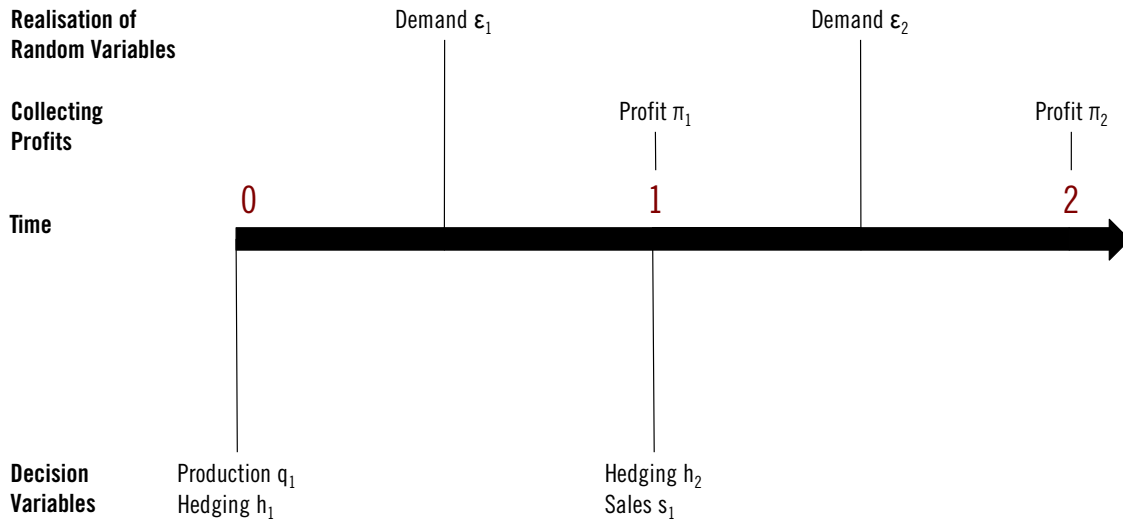 Realisation of Random Variables
Demand ε₁
Demand ε₂
Collecting Profits
Profit π₁
Profit π₂
Time
0
1
2
Decision Variables
Production q₁
Hedging h₁
Hedging h₂
Sales s₁